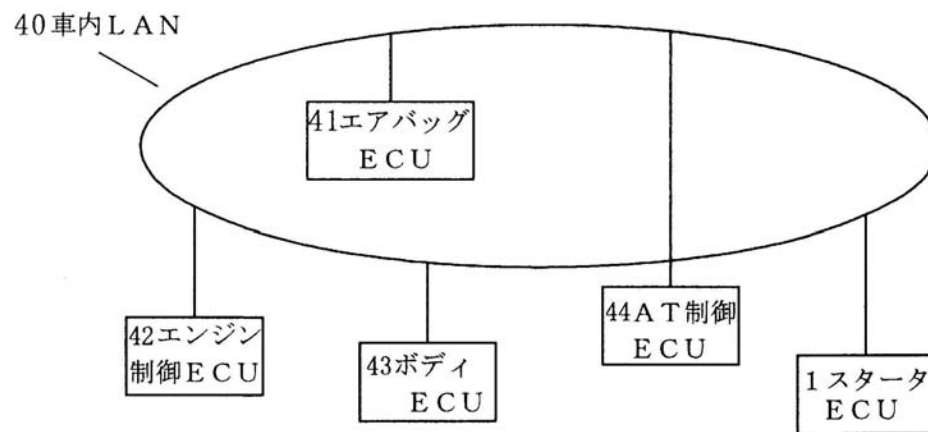 40車内LAN
41エアバッグ
ECU
42エンジン
制御ECU
43ボディ
ECU
44AT制御
ECU
1スタータ
ECU